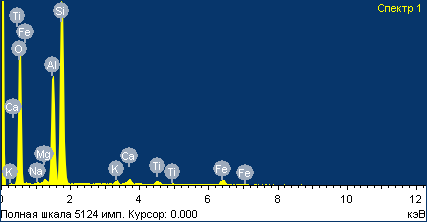 Спектр 1
Ti
Si
Fe
O
Al
Ca
Mg
K
Na
K
Ca
Ti
Ti
Fe
Fe
0 2 4 6 8 10 12
Полная шкала 5124 имп. Курсор: 0.000 кэВ